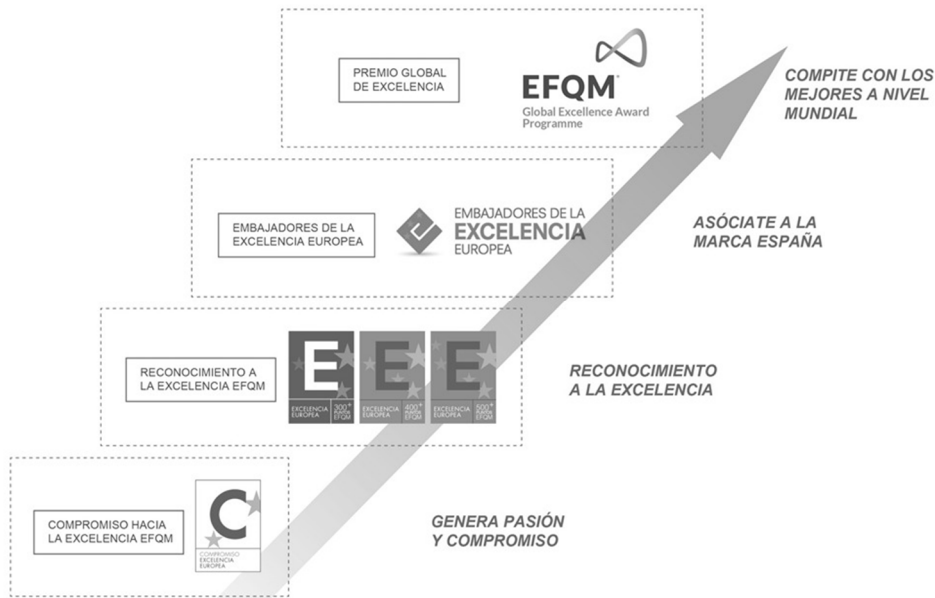 PREMIO GLOBAL
DE EXCELENCIA
EFQM
Global Excellence Award
Programme
COMPITE CON LOS
MEJORES A NIVEL
MUNDIAL
EMBAJADORES DE LA
EXCELENCIA EUROPEA
EMBAJADORES DE LA
EXCELENCIA
EUROPEA
ASÓCIATE A LA
MARCA ESPAÑA
RECONOCIMIENTO A
LA EXCELENCIA EFQM
E
EXCELENCIA
EUROPEA
300+
EFQM
E
EXCELENCIA
EUROPEA
400+
EFQM
E
EXCELENCIA
EUROPEA
500+
EFQM
RECONOCIMIENTO
A LA EXCELENCIA
COMPROMISO HACIA
LA EXCELENCIA EFQM
C
COMPROMISO
EXCELENCIA
EUROPEA
GENERA PASIÓN
Y COMPROMISO